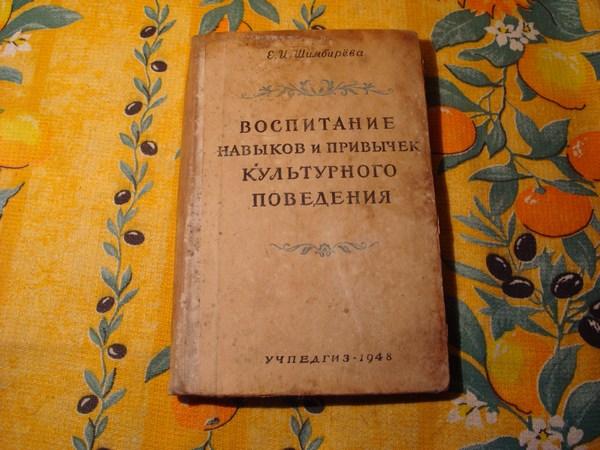 Е. И. Шимбирёва
ВОСПИТАНИЕ
НАВЫКОВ И ПРИВЫЧЕК
КУЛЬТУРНОГО
ПОВЕДЕНИЯ
УЧПЕДГИЗ-1948